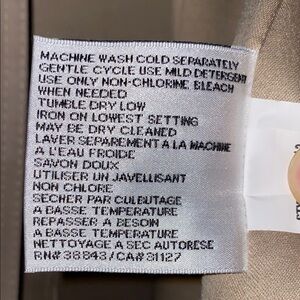 MACHINE WASH COLD SEPARATELY
GENTLE CYCLE USE MILD DETERGENT
USE ONLY NON-CHLORINE BLEACH
WHEN NEEDED
TUMBLE DRY LOW
IRON ON LOWEST SETTING
MAY BE DRY CLEANED
LAVER SEPAREMENT A LA MACHINE
A L'EAU FROIDE
SAVON DOUX
UTILISER UN JAVELLISANT
NON CHLORE
SECHER PAR CULBUTAGE
A BASSE TEMPERATURE
REPASSER A BESOIN
A BASSE TEMPERATURE
NETTOYAGE A SEC AUTORESE
RN# 38843/CA#31127